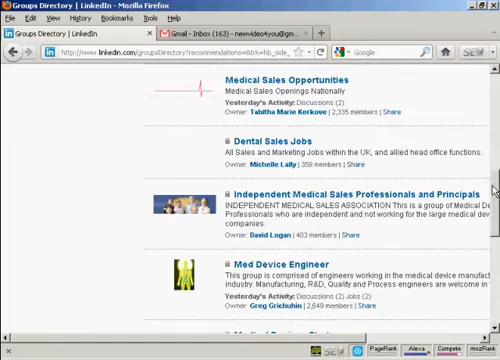 Groups Directory | LinkedIn - Mozilla Firefox
Edit View History Bookmarks Tools Help
Groups Directory | LinkedIn
Gmail - Inbox (163) - newvideo4you@gm...
http://www.linkedin.com/groupsDirectory?recommendations=&trk=hb_side_
Google
Medical Sales Opportunities
Medical Sales Openings Nationally
Yesterday's Activity: Discussions (2)
Owner: Tabitha Marie Kerkove | 2,335 members | Share
Dental Sales Jobs
All Sales and Marketing Jobs within the UK, and allied head office functions.
Owner: Michelle Lally | 359 members | Share
Independent Medical Sales Professionals and Principals
INDEPENDENT MEDICAL SALES ASSOCIATION This is a group of Medical De
Professionals who are independent and not working for the large medical dev
companies.
Owner: David Logan | 403 members | Share
Med Device Engineer
This group is comprised of engineers working in the medical device manufact
industry. Manufacturing, R&D, Quality and Process engineers are welcome in
Yesterday's Activity: Discussions (2) Jobs (2)
Owner: Greg Grichuhin | 2,649 members | Share
PageRank
Alexa
Compete
mozRank